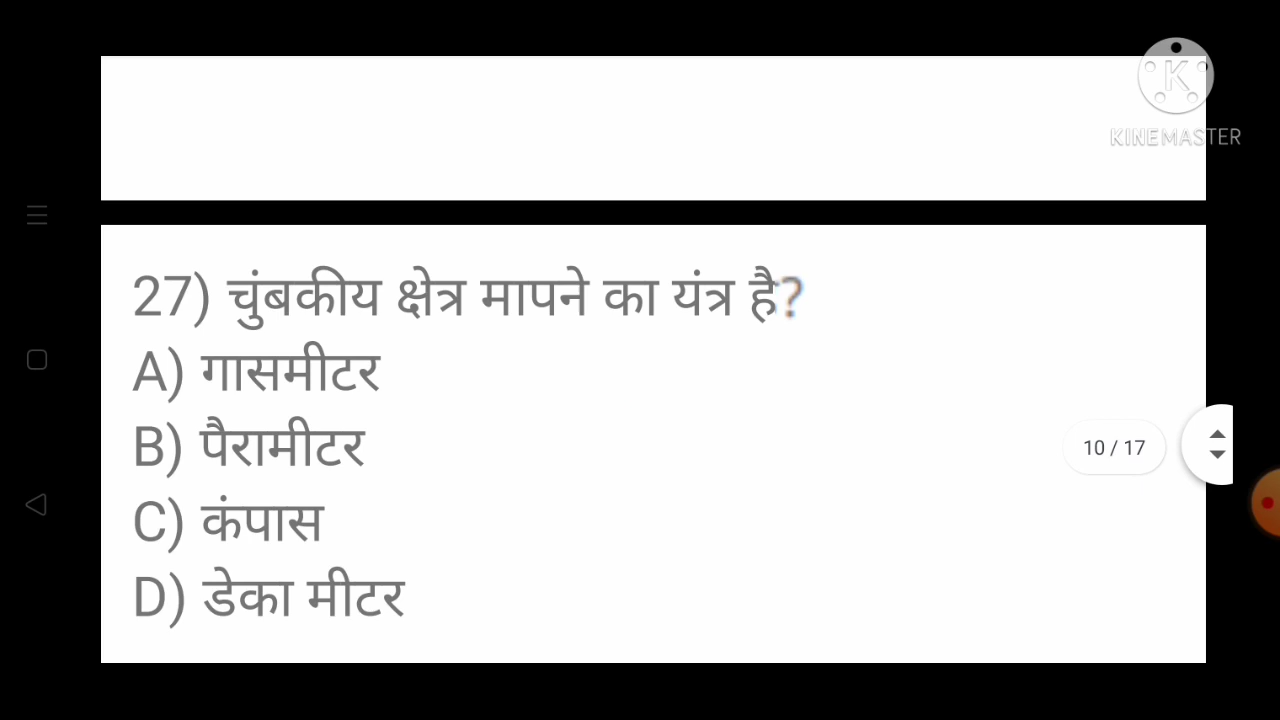 K
KINEMASTER
27) चुंबकीय क्षेत्र मापने का यंत्र है?
A) गासमीटर
B) पैरामीटर
10 / 17
C) कंपास
D) डेका मीटर